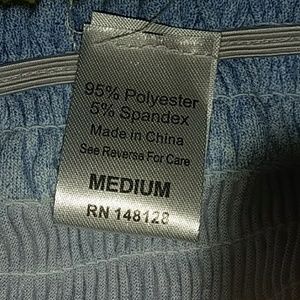 95% Polyester
5% Spandex
Made in China
See Reverse For Care
MEDIUM
RN 148128